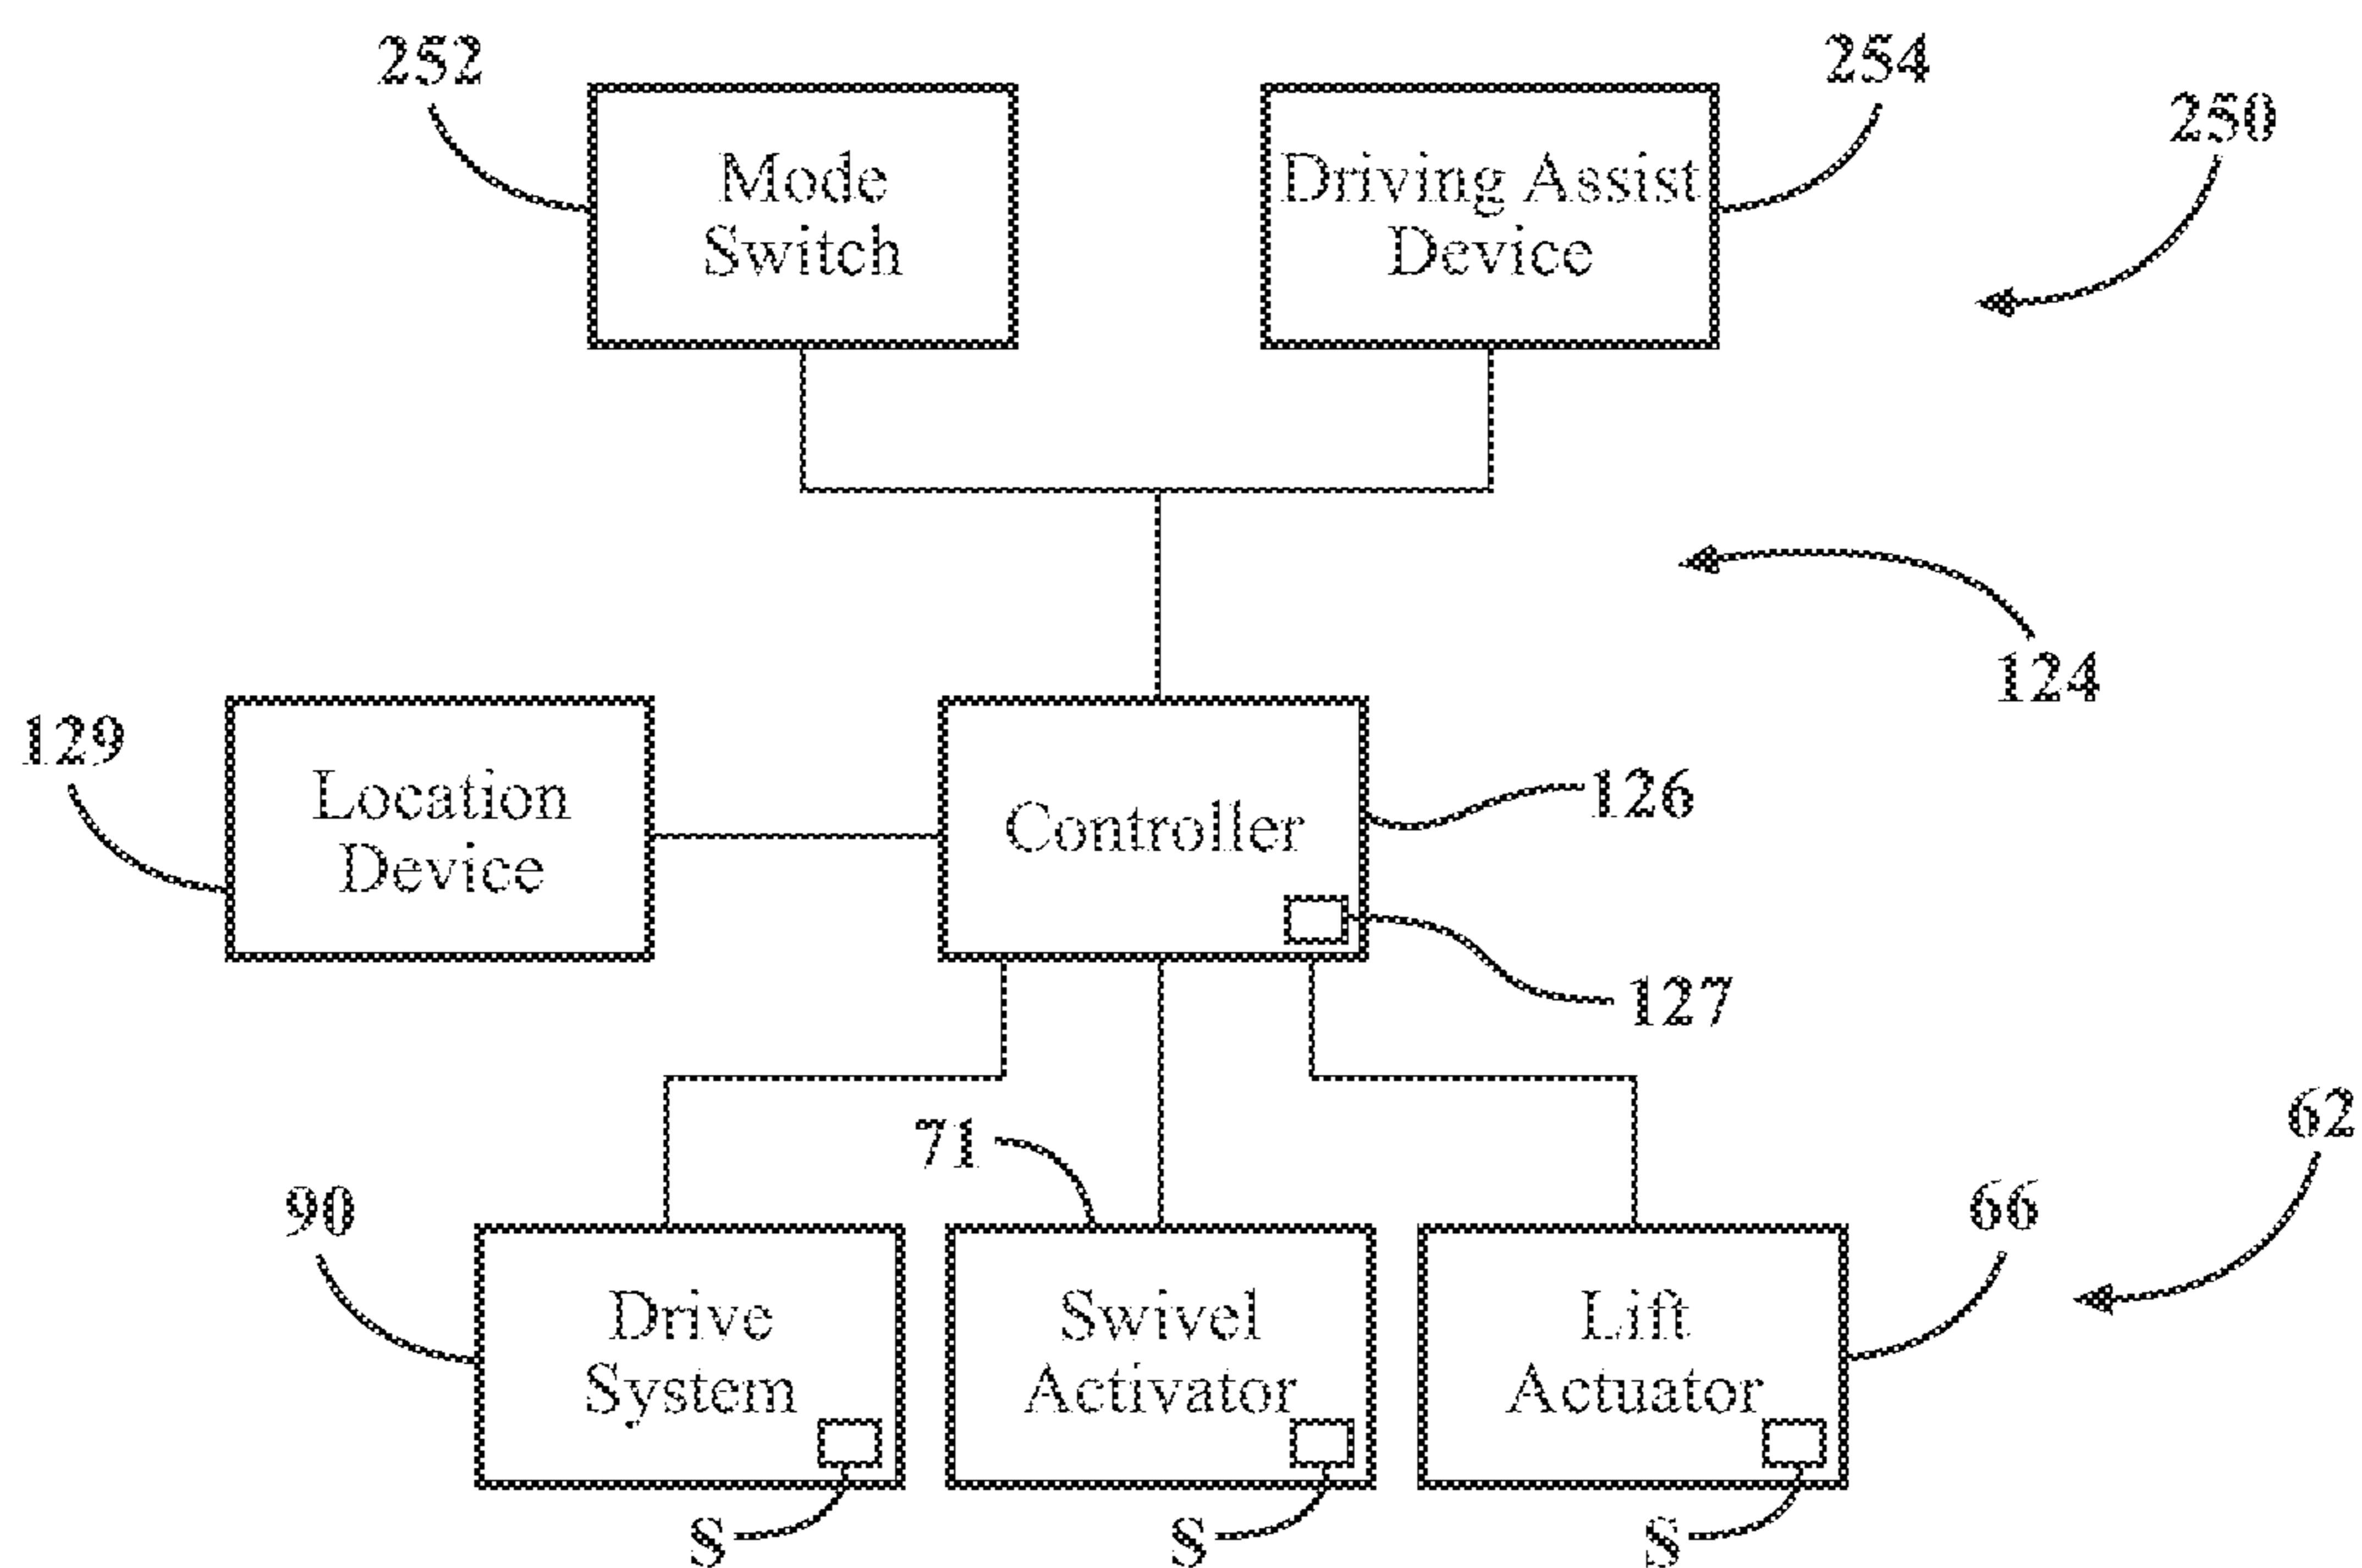 252
254
250
Mode
Switch
Driving Assist
Device
124
129
Location
Device
Controller
126
127
71
62
90
66
Drive
System
Swivel
Activator
Lift
Actuator
S
S
S